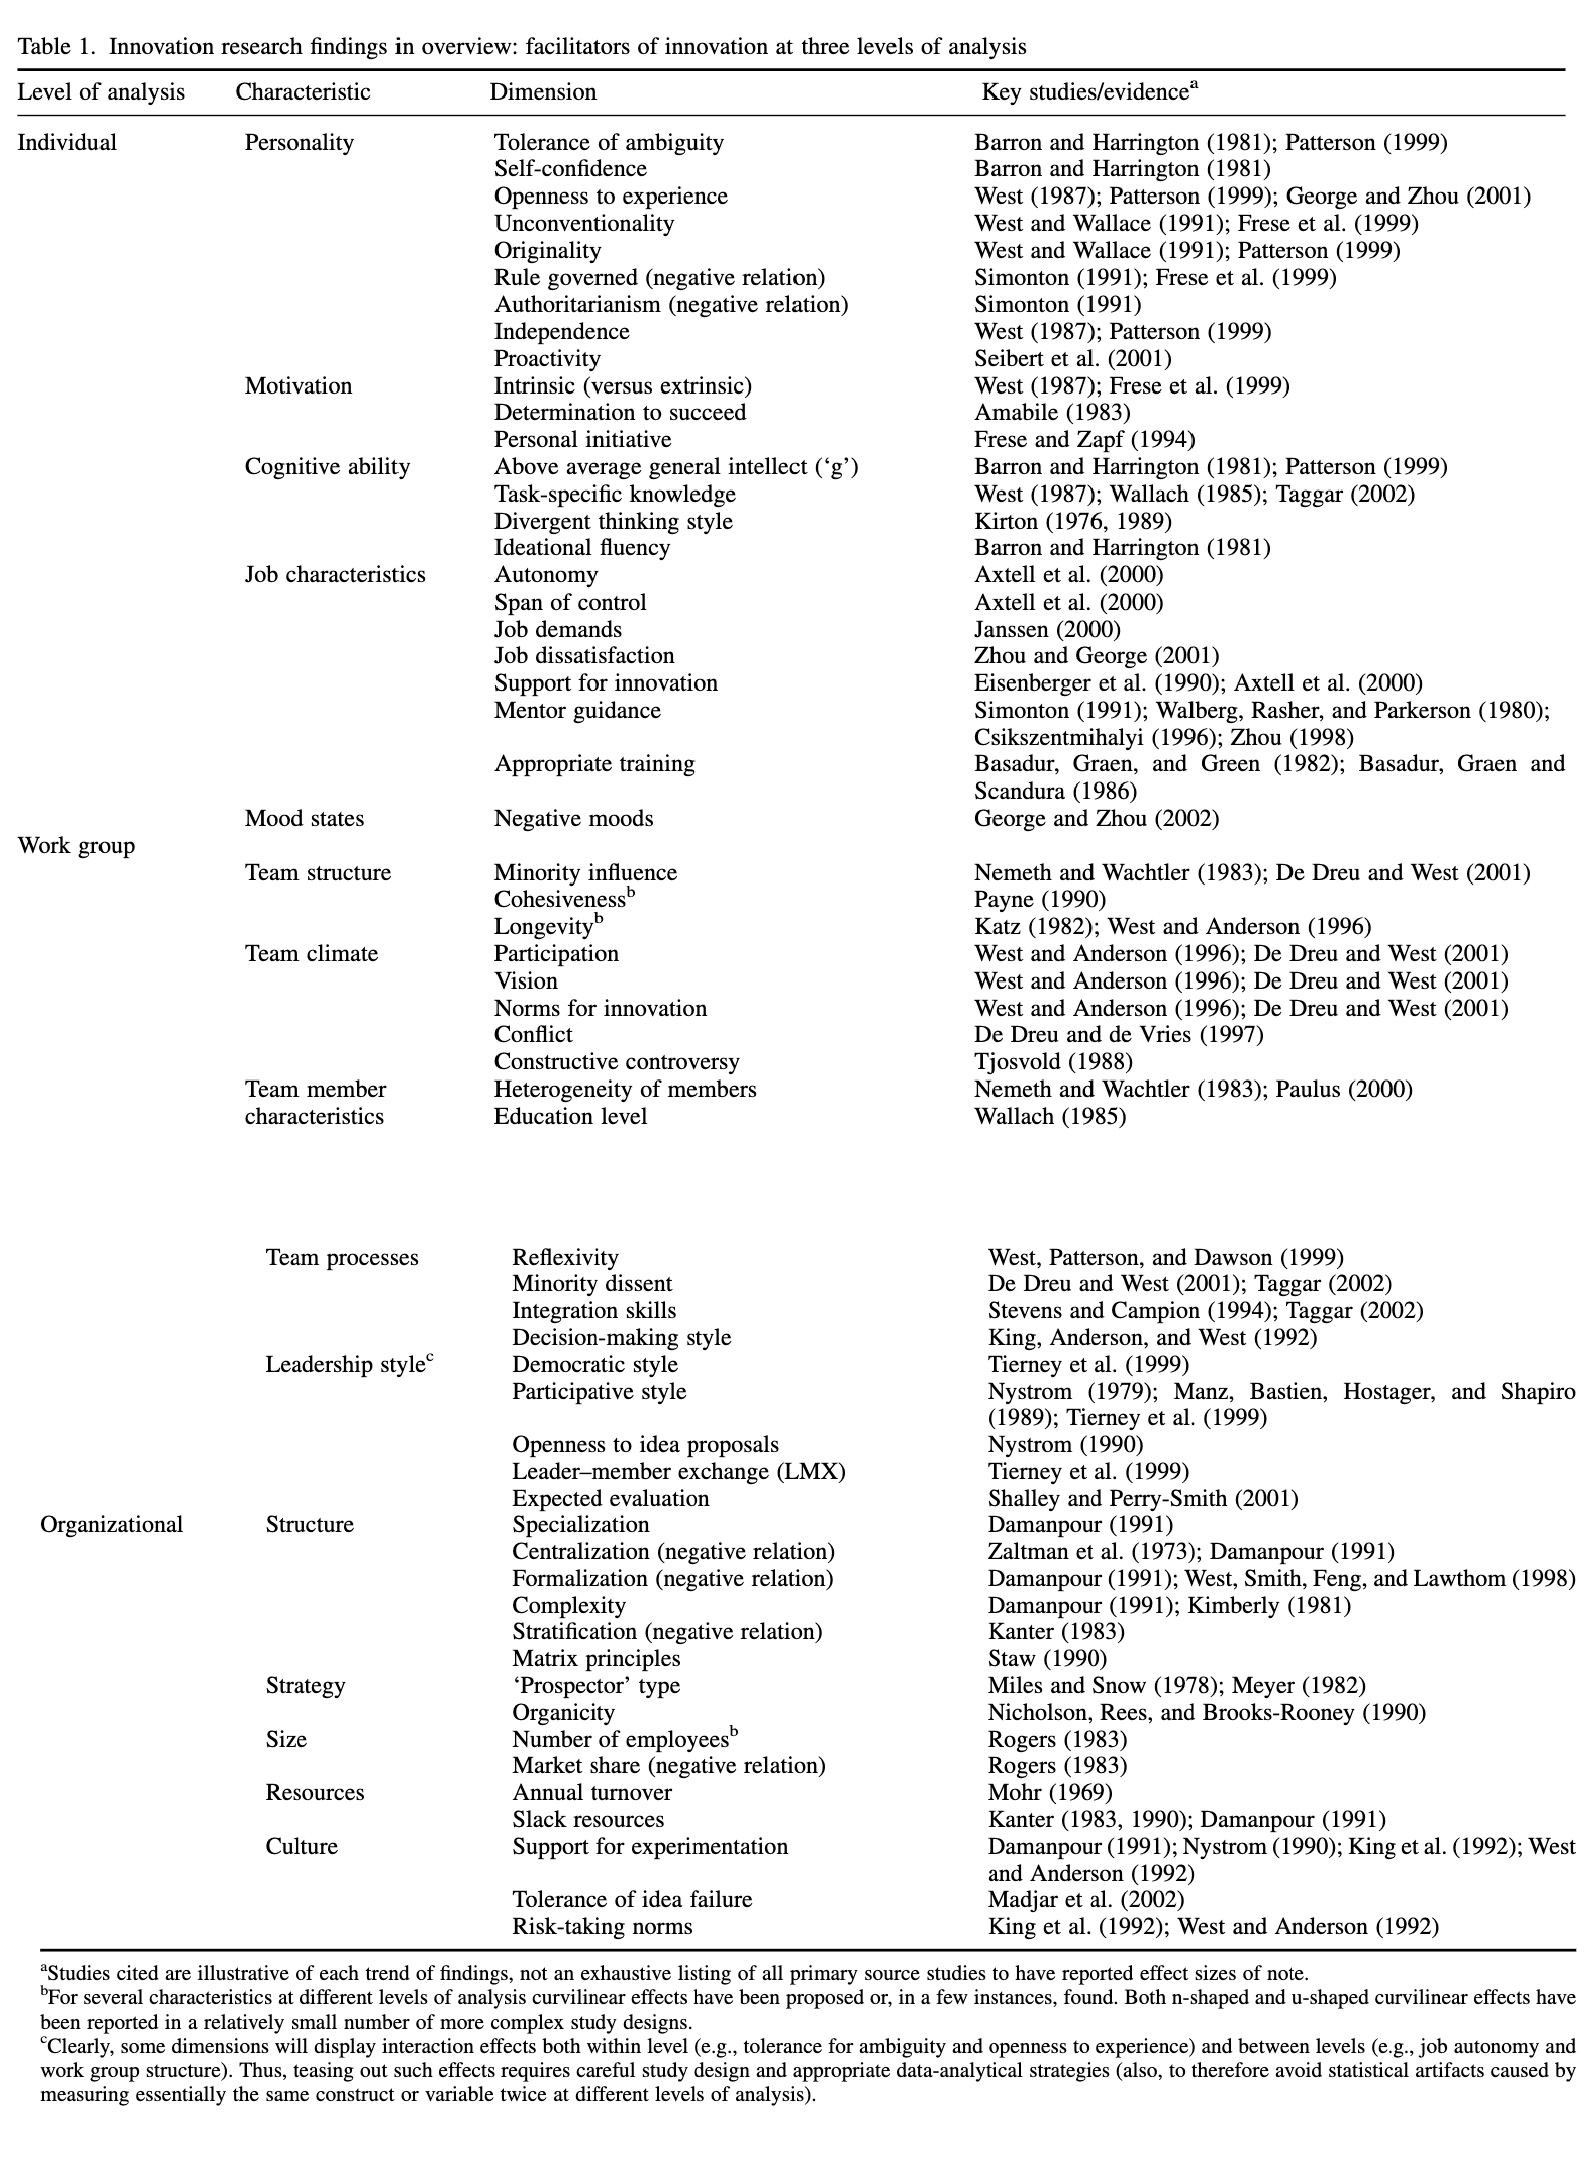 Table 1. Innovation research findings in overview: facilitators of innovation at three levels of analysis
Level of analysis Characteristic Dimension Key studies/evidenceᵃ
Individual Personality Tolerance of ambiguity Barron and Harrington (1981); Patterson (1999)
Self-confidence Barron and Harrington (1981)
Openness to experience West (1987); Patterson (1999); George and Zhou (2001)
Unconventionality West and Wallace (1991); Frese et al. (1999)
Originality West and Wallace (1991); Patterson (1999)
Rule governed (negative relation) Simonton (1991); Frese et al. (1999)
Authoritarianism (negative relation) Simonton (1991)
Independence West (1987); Patterson (1999)
Proactivity Seibert et al. (2001)
Motivation Intrinsic (versus extrinsic) West (1987); Frese et al. (1999)
Determination to succeed Amabile (1983)
Personal initiative Frese and Zapf (1994)
Cognitive ability Above average general intellect (‘g’) Barron and Harrington (1981); Patterson (1999)
Task-specific knowledge West (1987); Wallach (1985); Taggar (2002)
Divergent thinking style Kirton (1976, 1989)
Ideational fluency Barron and Harrington (1981)
Job characteristics Autonomy Axtell et al. (2000)
Span of control Axtell et al. (2000)
Job demands Janssen (2000)
Job dissatisfaction Zhou and George (2001)
Support for innovation Eisenberger et al. (1990); Axtell et al. (2000)
Mentor guidance Simonton (1991); Walberg, Rasher, and Parkerson (1980);
Csikszentmihalyi (1996); Zhou (1998)
Appropriate training Basadur, Graen, and Green (1982); Basadur, Graen and
Scandura (1986)
Mood states Negative moods George and Zhou (2002)
Work group
Team structure Minority influence Nemeth and Wachtler (1983); De Dreu and West (2001)
Cohesivenessᵇ Payne (1990)
Longevityᵇ Katz (1982); West and Anderson (1996)
Team climate Participation West and Anderson (1996); De Dreu and West (2001)
Vision West and Anderson (1996); De Dreu and West (2001)
Norms for innovation West and Anderson (1996); De Dreu and West (2001)
Conflict De Dreu and de Vries (1997)
Constructive controversy Tjosvold (1988)
Team member Heterogeneity of members Nemeth and Wachtler (1983); Paulus (2000)
characteristics Education level Wallach (1985)
Team processes Reflexivity West, Patterson, and Dawson (1999)
Minority dissent De Dreu and West (2001); Taggar (2002)
Integration skills Stevens and Campion (1994); Taggar (2002)
Decision-making style King, Anderson, and West (1992)
Leadership styleᶜ Democratic style Tierney et al. (1999)
Participative style Nystrom (1979); Manz, Bastien, Hostager, and Shapiro
(1989); Tierney et al. (1999)
Openness to idea proposals Nystrom (1990)
Leader–member exchange (LMX) Tierney et al. (1999)
Expected evaluation Shalley and Perry-Smith (2001)
Organizational Structure Specialization Damanpour (1991)
Centralization (negative relation) Zaltman et al. (1973); Damanpour (1991)
Formalization (negative relation) Damanpour (1991); West, Smith, Feng, and Lawthom (1998)
Complexity Damanpour (1991); Kimberly (1981)
Stratification (negative relation) Kanter (1983)
Matrix principles Staw (1990)
Strategy ‘Prospector’ type Miles and Snow (1978); Meyer (1982)
Organicity Nicholson, Rees, and Brooks-Rooney (1990)
Size Number of employeesᵇ Rogers (1983)
Market share (negative relation) Rogers (1983)
Resources Annual turnover Mohr (1969)
Slack resources Kanter (1983, 1990); Damanpour (1991)
Culture Support for experimentation Damanpour (1991); Nystrom (1990); King et al. (1992); West
and Anderson (1992)
Tolerance of idea failure Madjar et al. (2002)
Risk-taking norms King et al. (1992); West and Anderson (1992)
ᵃStudies cited are illustrative of each trend of findings, not an exhaustive listing of all primary source studies to have reported effect sizes of note.
ᵇFor several characteristics at different levels of analysis curvilinear effects have been proposed or, in a few instances, found. Both n-shaped and u-shaped curvilinear effects have
been reported in a relatively small number of more complex study designs.
ᶜClearly, some dimensions will display interaction effects both within level (e.g., tolerance for ambiguity and openness to experience) and between levels (e.g., job autonomy and
work group structure). Thus, teasing out such effects requires careful study design and appropriate data-analytical strategies (also, to therefore avoid statistical artifacts caused by
measuring essentially the same construct or variable twice at different levels of analysis).